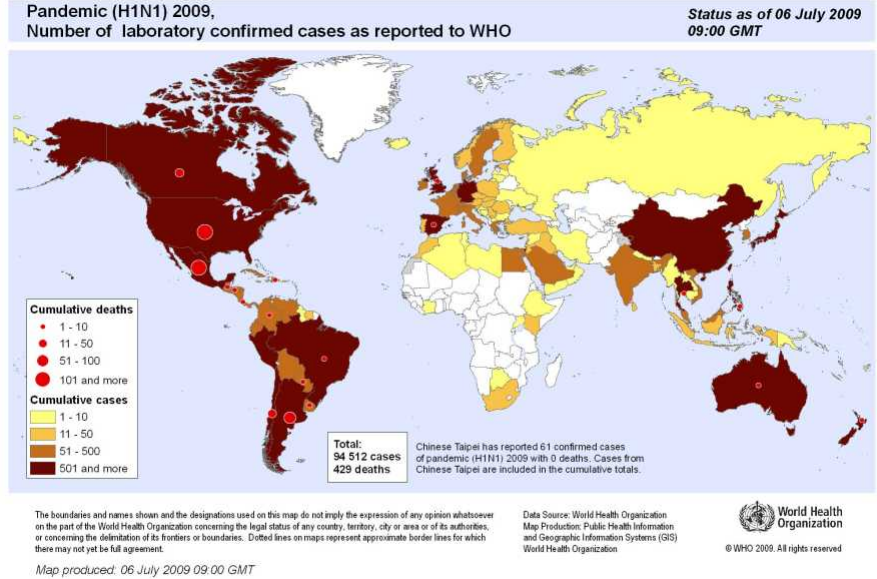 Pandemic (H1N1) 2009,
Number of laboratory confirmed cases as reported to WHO
Status as of 06 July 2009
09:00 GMT
Cumulative deaths
1 - 10
11 - 50
51 - 100
101 and more
Cumulative cases
1 - 10
11 - 50
51 - 500
501 and more
Total:
94 512 cases
429 deaths
Chinese Taipei has reported 61 confirmed cases
of pandemic (H1N1) 2009 with 0 deaths. Cases from
Chinese Taipei are included in the cumulative totals.
The boundaries and names shown and the designations used on this map do not imply the expression of any opinion whatsoever
on the part of the World Health Organization concerning the legal status of any country, territory, city or area or of its authorities,
or concerning the delimitation of its frontiers or boundaries. Dotted lines on maps represent approximate border lines for which
there may not yet be full agreement.
Data Source: World Health Organization
Map Production: Public Health Information
and Geographic Information Systems (GIS)
World Health Organization
World Health
Organization
© WHO 2009. All rights reserved
Map produced: 06 July 2009 09:00 GMT